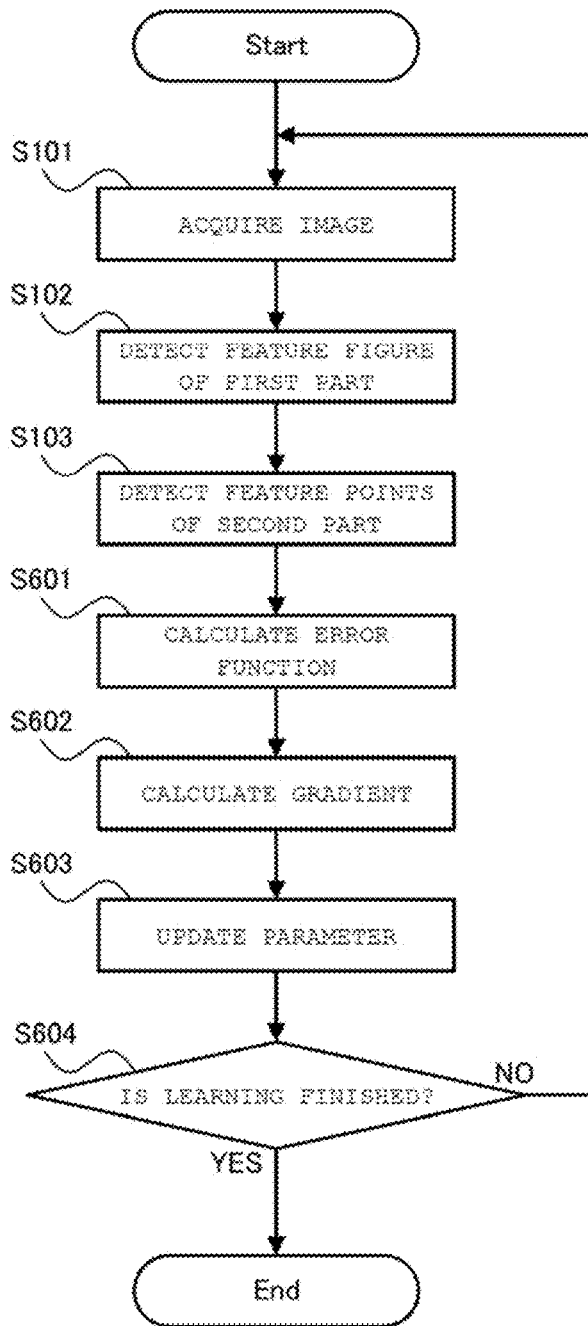 Start
S101
ACQUIRE IMAGE
S102
DETECT FEATURE FIGURE
OF FIRST PART
S103
DETECT FEATURE POINTS
OF SECOND PART
S601
CALCULATE ERROR
FUNCTION
S602
CALCULATE GRADIENT
S603
UPDATE PARAMETER
S604
IS LEARNING FINISHED?
NO
YES
End